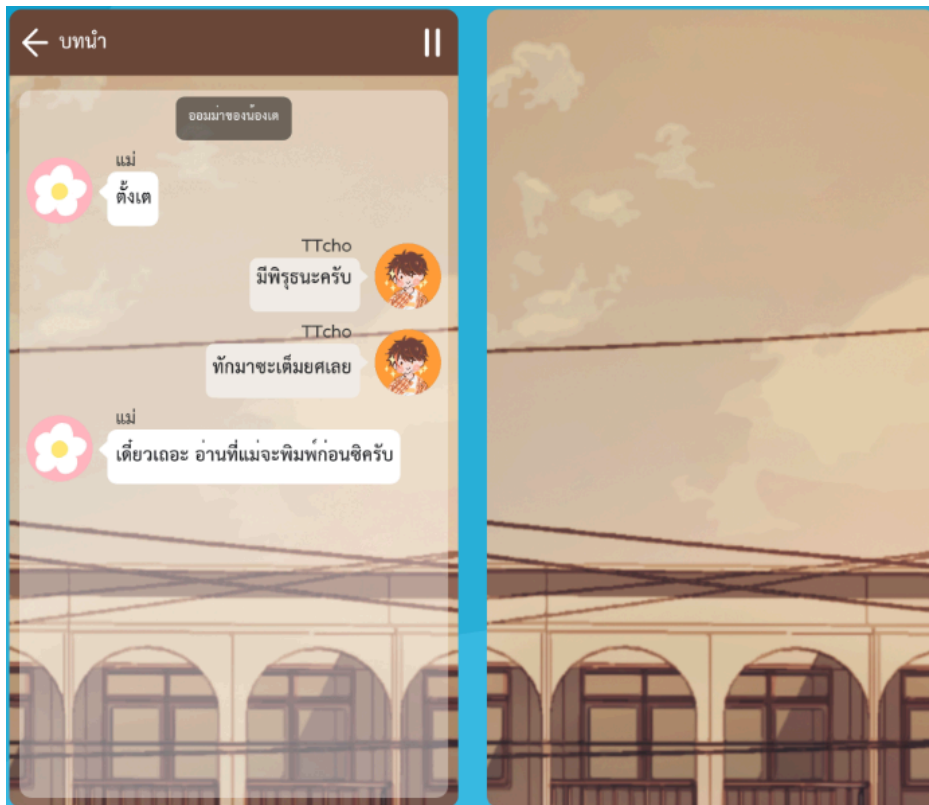 บทนำ
ออมม่าของน้องเต
แม่
ตั้งเต
TTcho
มีพิรุธนะครับ
TTcho
ทักมาซะเต็มยศเลย
แม่
เดี๋ยวเถอะ อ่านที่แม่จะพิมพ์ก่อนซิครับ